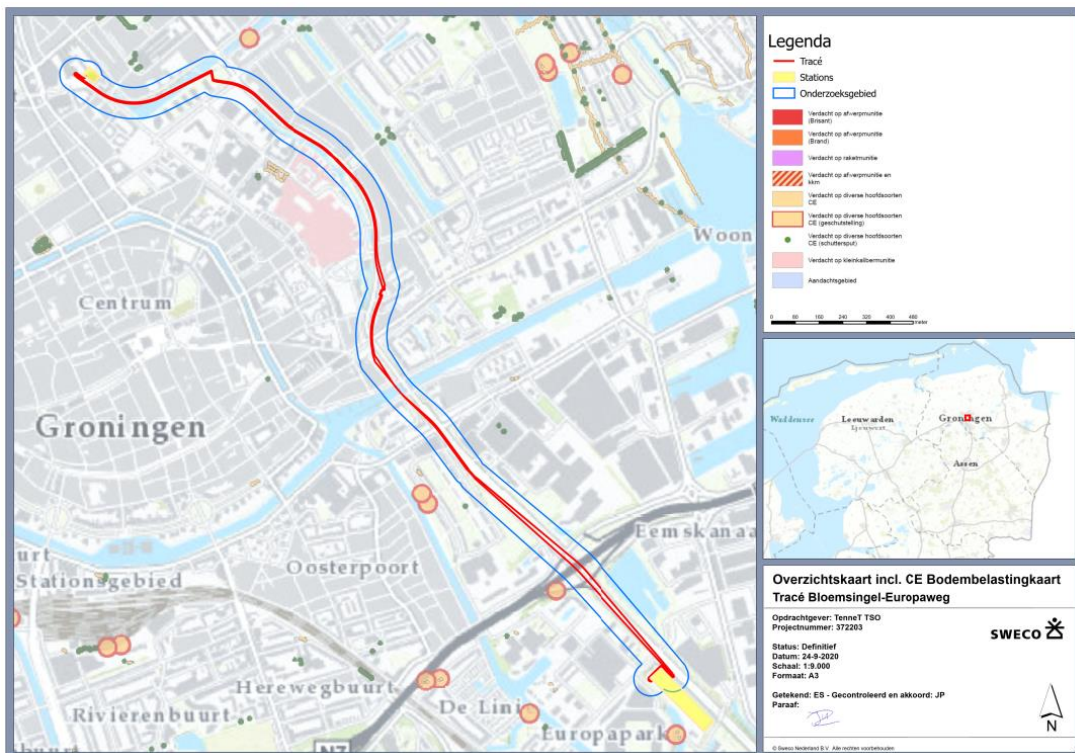 Centrum
Groningen
Woon
Eemskanaa
Oosterpoort
urt
Stationsgebied
Herewegbuurt
De Lini
Rivierenbuurt
Europapark
buurt
N7
Legenda
Tracé
Stations
Onderzoeksgebied
Verdacht op afwerpmunitie
(Brisant)
Verdacht op afwerpmunitie
(Brand)
Verdacht op raketmunitie
Verdacht op afwerpmunitie en
kkm
Verdacht op diverse hoofdsoorten
CE
Verdacht op diverse hoofdsoorten
CE (geschutstelling)
Verdacht op diverse hoofdsoorten
CE (schuttersput)
Verdacht op kleinkalibermunitie
Aandachtsgebied
0 80 160 240 320 400 480
meter
Waddenzee
Leeuwarden
Ljouwert
Groningen
Assen
Overzichtskaart incl. CE Bodembelastingkaart
Tracé Bloemsingel-Europaweg
Opdrachtgever: TenneT TSO
Projectnummer: 372203
SWECO
Status: Definitief
Datum: 24-9-2020
Schaal: 1:9.000
Formaat: A3
Getekend: ES - Gecontroleerd en akkoord: JP
Paraaf:
N
© Sweco Nederland B.V. Alle rechten voorbehouden